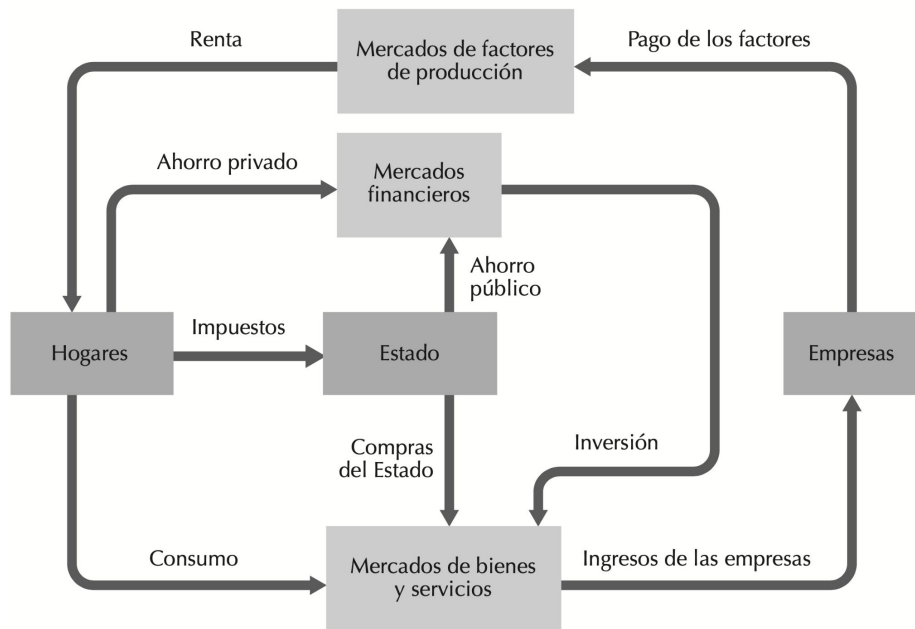 Renta
Mercados de factores
de producción
Pago de los factores
Ahorro privado
Mercados
financieros
Ahorro
público
Hogares
Impuestos
Estado
Empresas
Compras
del Estado
Inversión
Consumo
Mercados de bienes
y servicios
Ingresos de las empresas